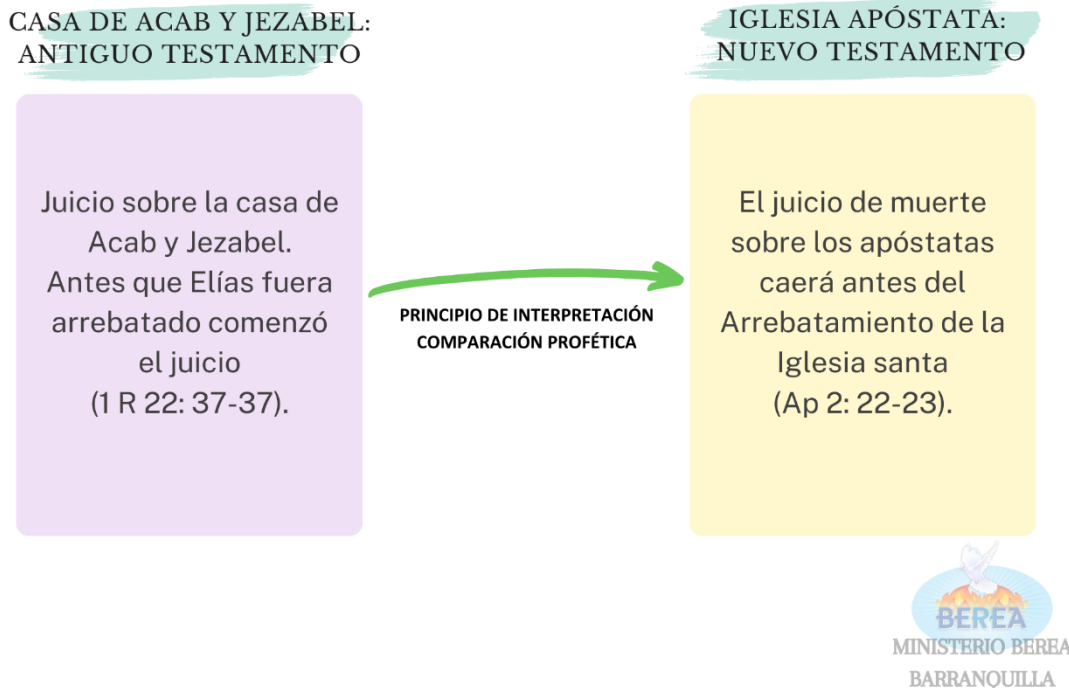 CASA DE ACAB Y JEZABEL:
ANTIGUO TESTAMENTO
IGLESIA APÓSTATA:
NUEVO TESTAMENTO
Juicio sobre la casa de
Acab y Jezabel.
Antes que Elías fuera
arrebatado comenzó
el juicio
(1 R 22: 37-37).
PRINCIPIO DE INTERPRETACIÓN
COMPARACIÓN PROFÉTICA
El juicio de muerte
sobre los apóstatas
caerá antes del
Arrebatamiento de la
Iglesia santa
(Ap 2: 22-23).
BEREA
MINISTERIO BEREA
BARRANQUILLA